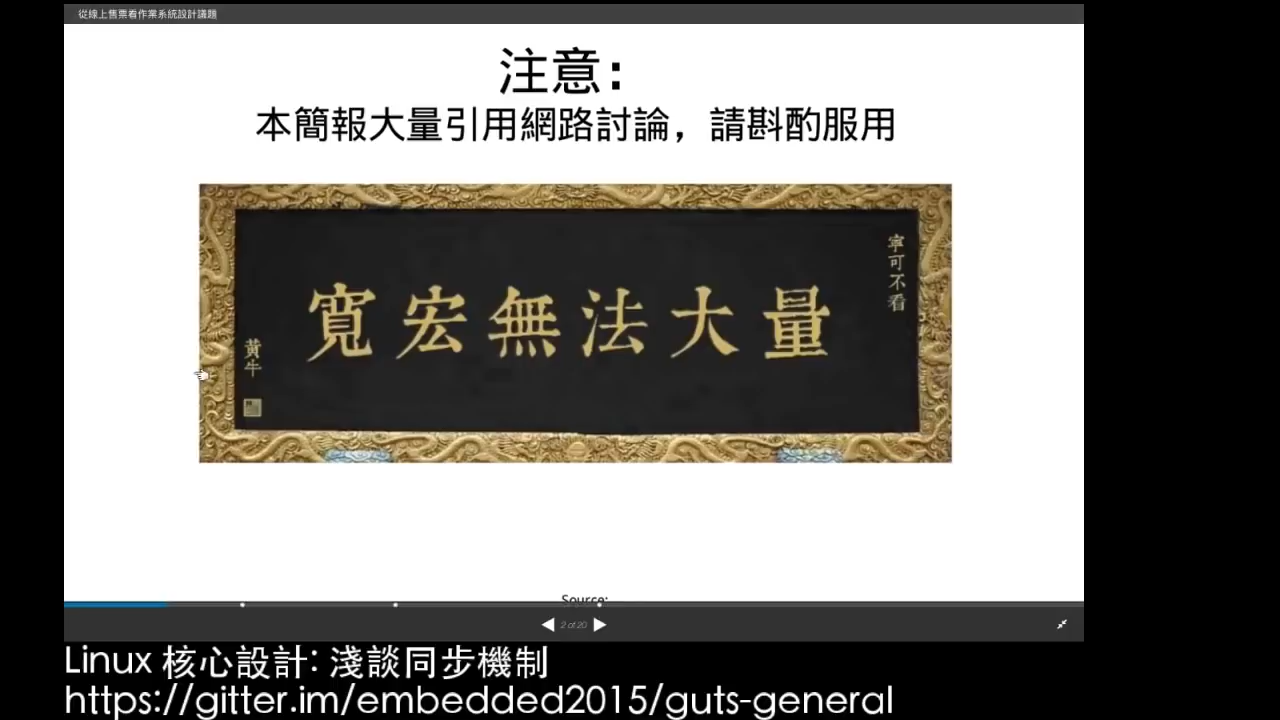 從線上售票看作業系統設計議題
注意:
本簡報大量引用網路討論，請斟酌服用
寧可不看
寬宏無法大量
黃牛
Source:
2 of 20
Linux 核心設計: 淺談同步機制
https://gitter.im/embedded2015/guts-general